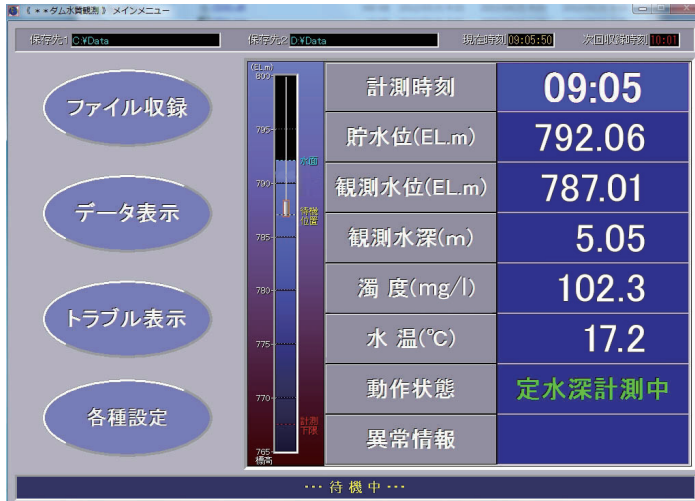 《 ＊＊ダム水質観測 》 メインメニュー
保存先1 C:¥Data 保存先2 D:¥Data 現在時刻 09:05:50 次回収録時刻 10:01
ファイル収録
データ表示
トラブル表示
各種設定
(EL.m)
800
795
水面
790
待機
位置
785
780
775
770
計測
下限
765
標高
計測時刻 09:05
貯水位(EL.m) 792.06
観測水位(EL.m) 787.01
観測水深(m) 5.05
濁 度(mg/l) 102.3
水 温(℃) 17.2
動作状態 定水深計測中
異常情報
･･･ 待 機 中 ･･･